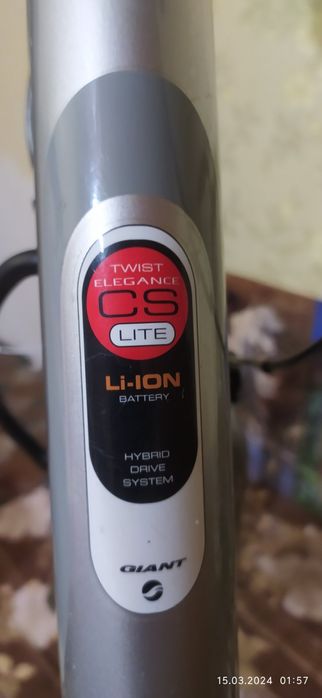 TWIST
ELEGANCE
CS
LITE
Li-ION
BATTERY
HYBRID
DRIVE
SYSTEM
GIANT
15.03.2024 01:57